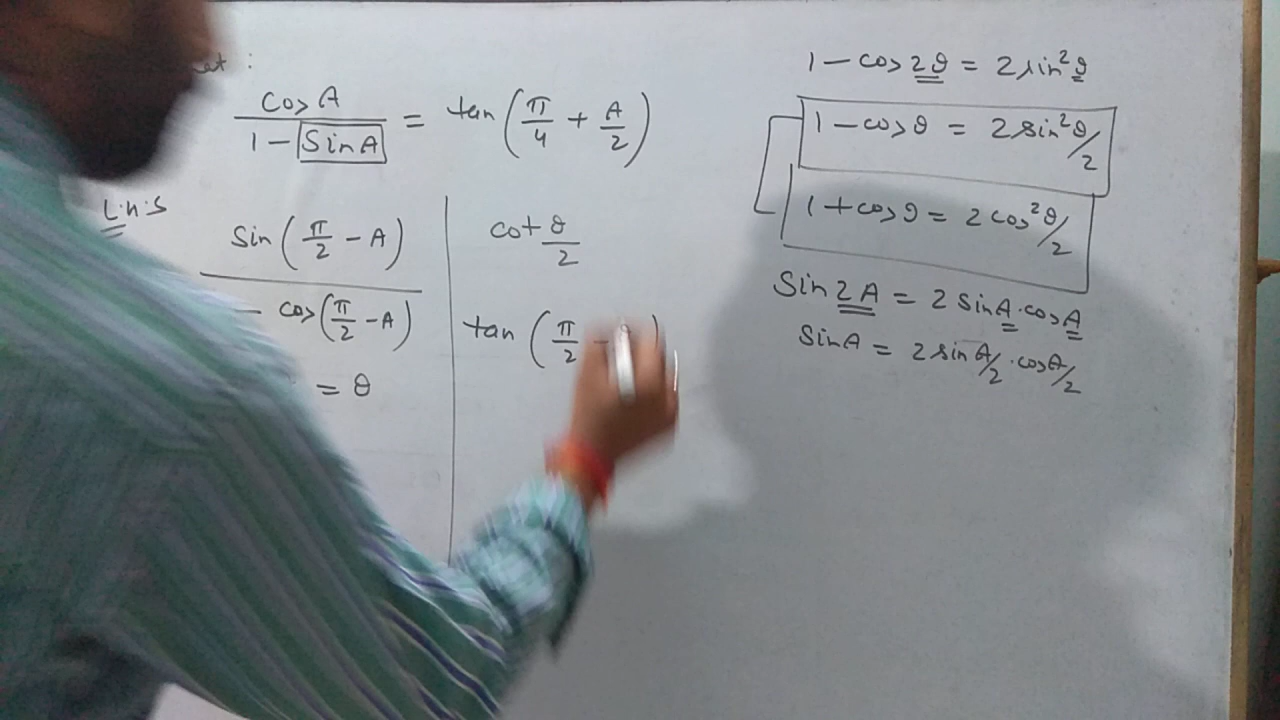 :
cos A / 1 - Sin A = tan (π/4 + A/2)
L.H.S
Sin (π/2 - A)
- cos (π/2 - A)
= θ
cot θ/2
tan (π/2 -
1 - cos 2θ = 2 sin²θ
1 - cos θ = 2 sin²θ/2
1 + cos θ = 2 cos²θ/2
Sin 2A = 2 sin A · cos A
Sin A = 2 sin A/2 · cos A/2